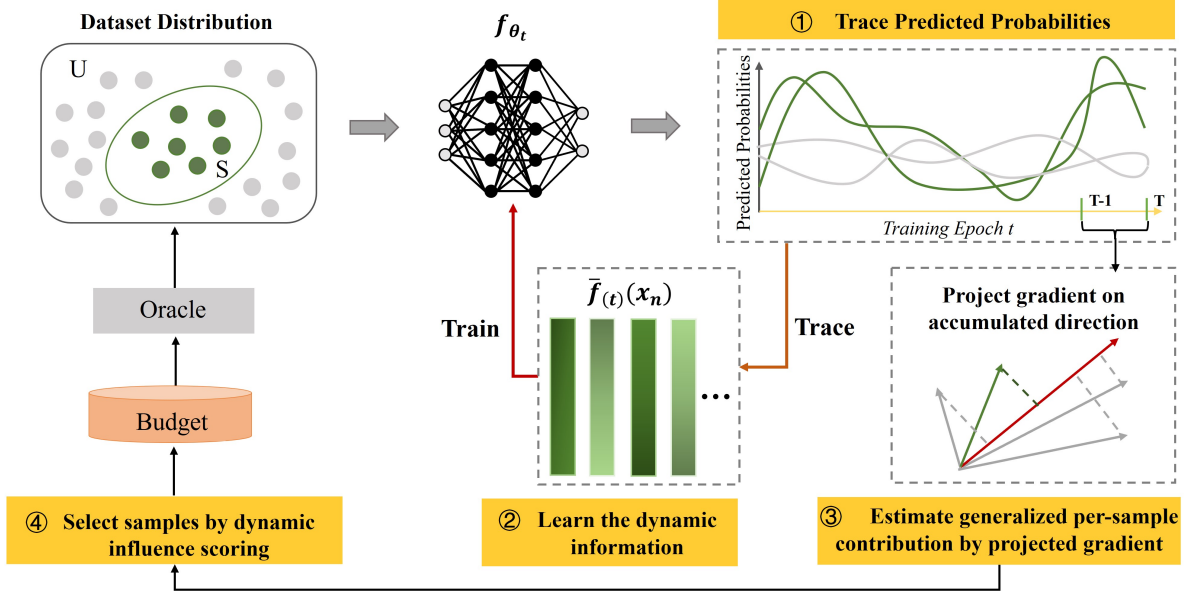 Dataset Distribution
U
S
f_{θ_t}
① Trace Predicted Probabilities
Predicted Probabilities
T-1
T
Training Epoch t
Oracle
Budget
Train
f̄_{(t)}(x_n)
...
Trace
Project gradient on
accumulated direction
④ Select samples by dynamic
influence scoring
② Learn the dynamic
information
③ Estimate generalized per-sample
contribution by projected gradient